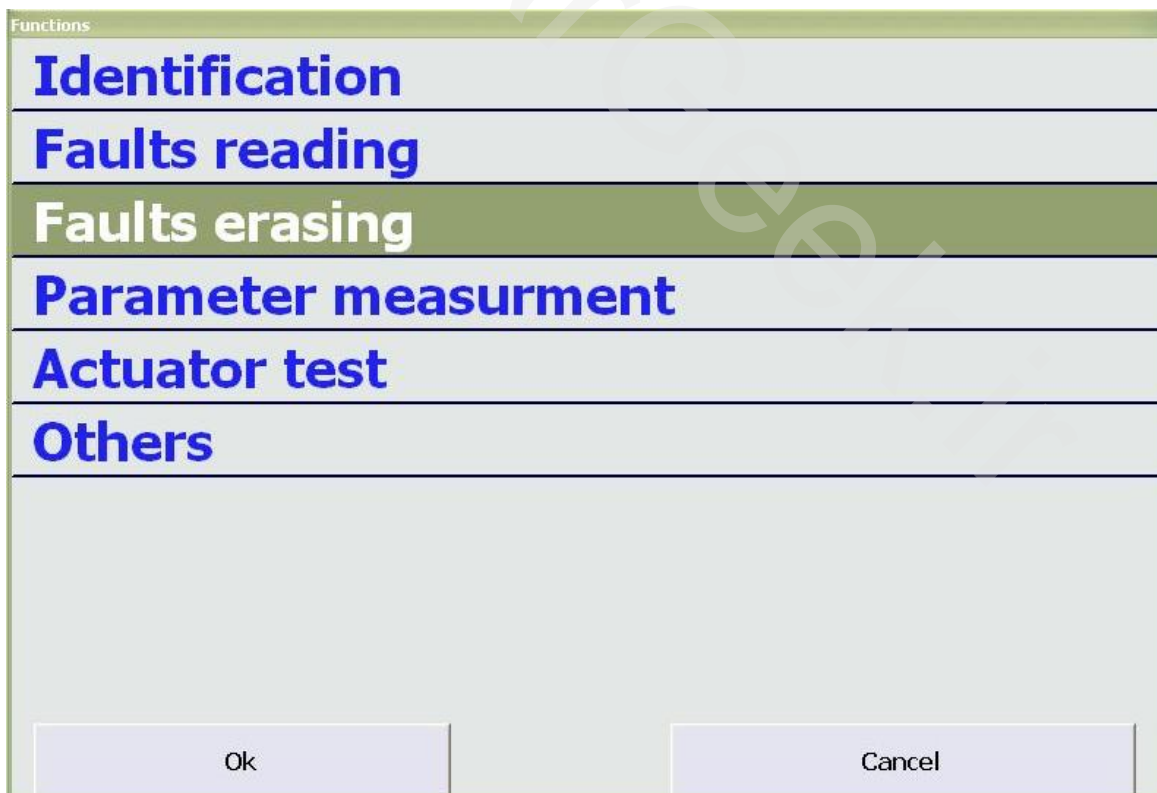 Functions
Identification
Faults reading
Faults erasing
Parameter measurment
Actuator test
Others
Ok
Cancel